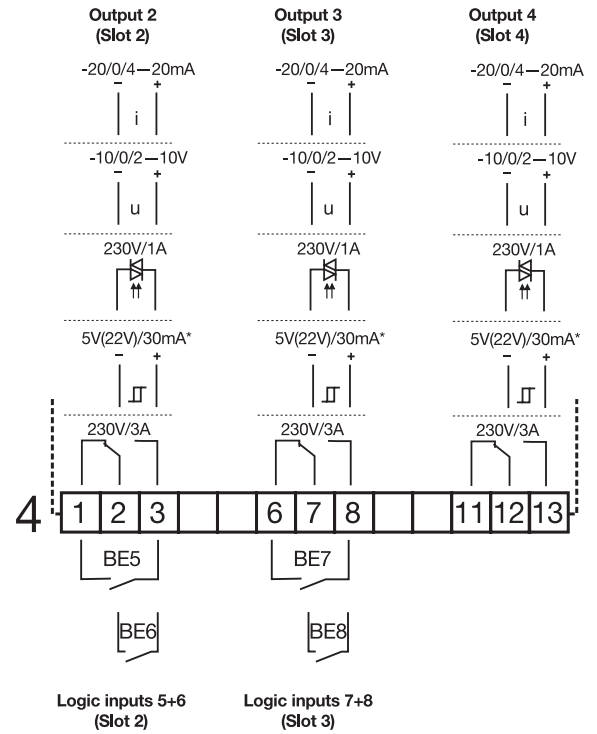 Output 2 Output 3 Output 4
(Slot 2) (Slot 3) (Slot 4)
-20/0/4—20mA -20/0/4—20mA -20/0/4—20mA
− + − + − +
i i i
-10/0/2—10V -10/0/2—10V -10/0/2—10V
− + − + − +
u u u
230V/1A 230V/1A 230V/1A
5V(22V)/30mA* 5V(22V)/30mA* 5V(22V)/30mA*
− + − + − +
230V/3A 230V/3A 230V/3A
4 1 2 3 6 7 8 11 12 13
BE5 BE7
BE6 BE8
Logic inputs 5+6 Logic inputs 7+8
(Slot 2) (Slot 3)